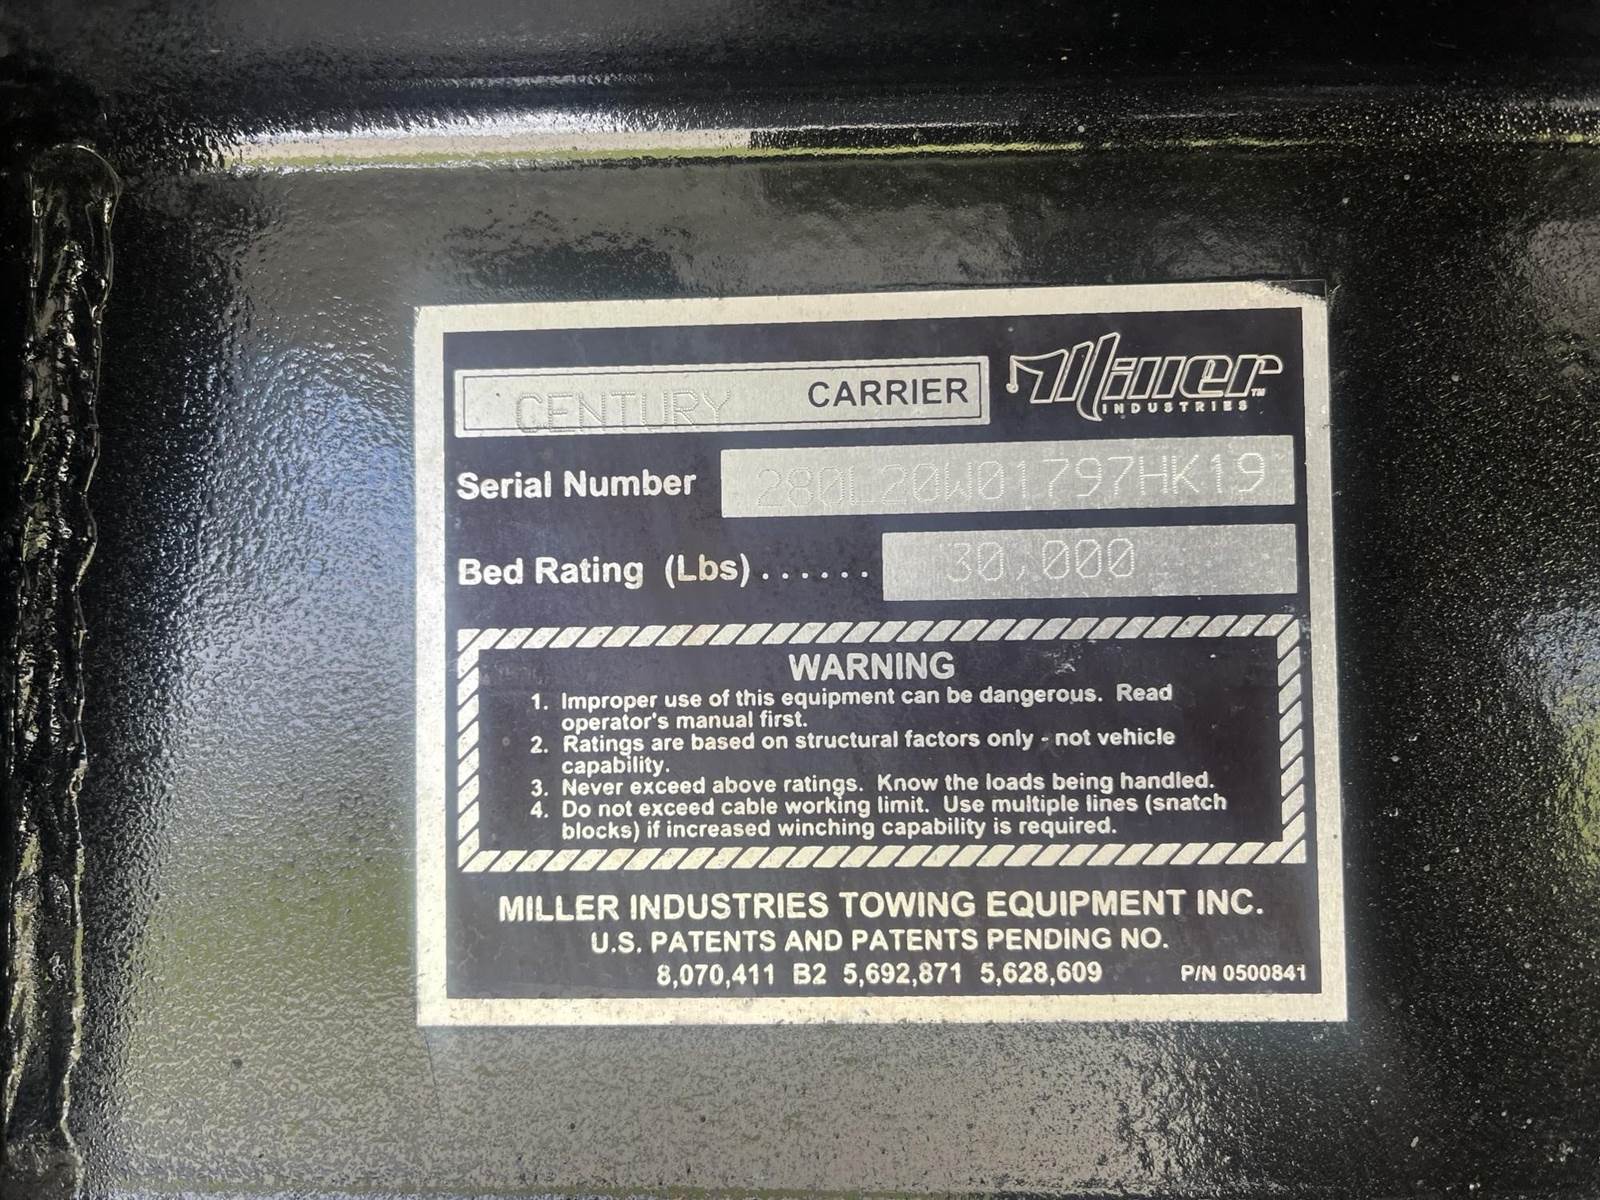 CENTURY CARRIER
Miller
INDUSTRIES
Serial Number 280L20W01797HK19
Bed Rating (Lbs) ...... 30,000
WARNING
1. Improper use of this equipment can be dangerous. Read
operator's manual first.
2. Ratings are based on structural factors only - not vehicle
capability.
3. Never exceed above ratings. Know the loads being handled.
4. Do not exceed cable working limit. Use multiple lines (snatch
blocks) if increased winching capability is required.
MILLER INDUSTRIES TOWING EQUIPMENT INC.
U.S. PATENTS AND PATENTS PENDING NO.
8,070,411 B2 5,692,871 5,628,609 P/N 0500841